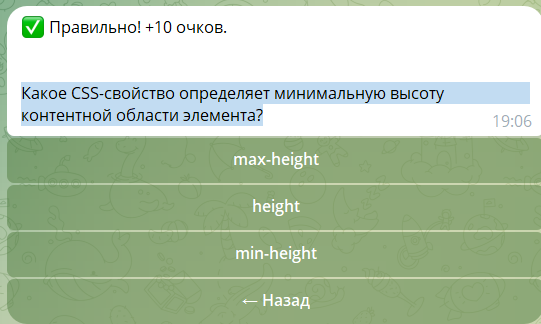 ✅ Правильно! +10 очков.
Какое CSS-свойство определяет минимальную высоту
контентной области элемента?
19:06
max-height
height
min-height
← Назад